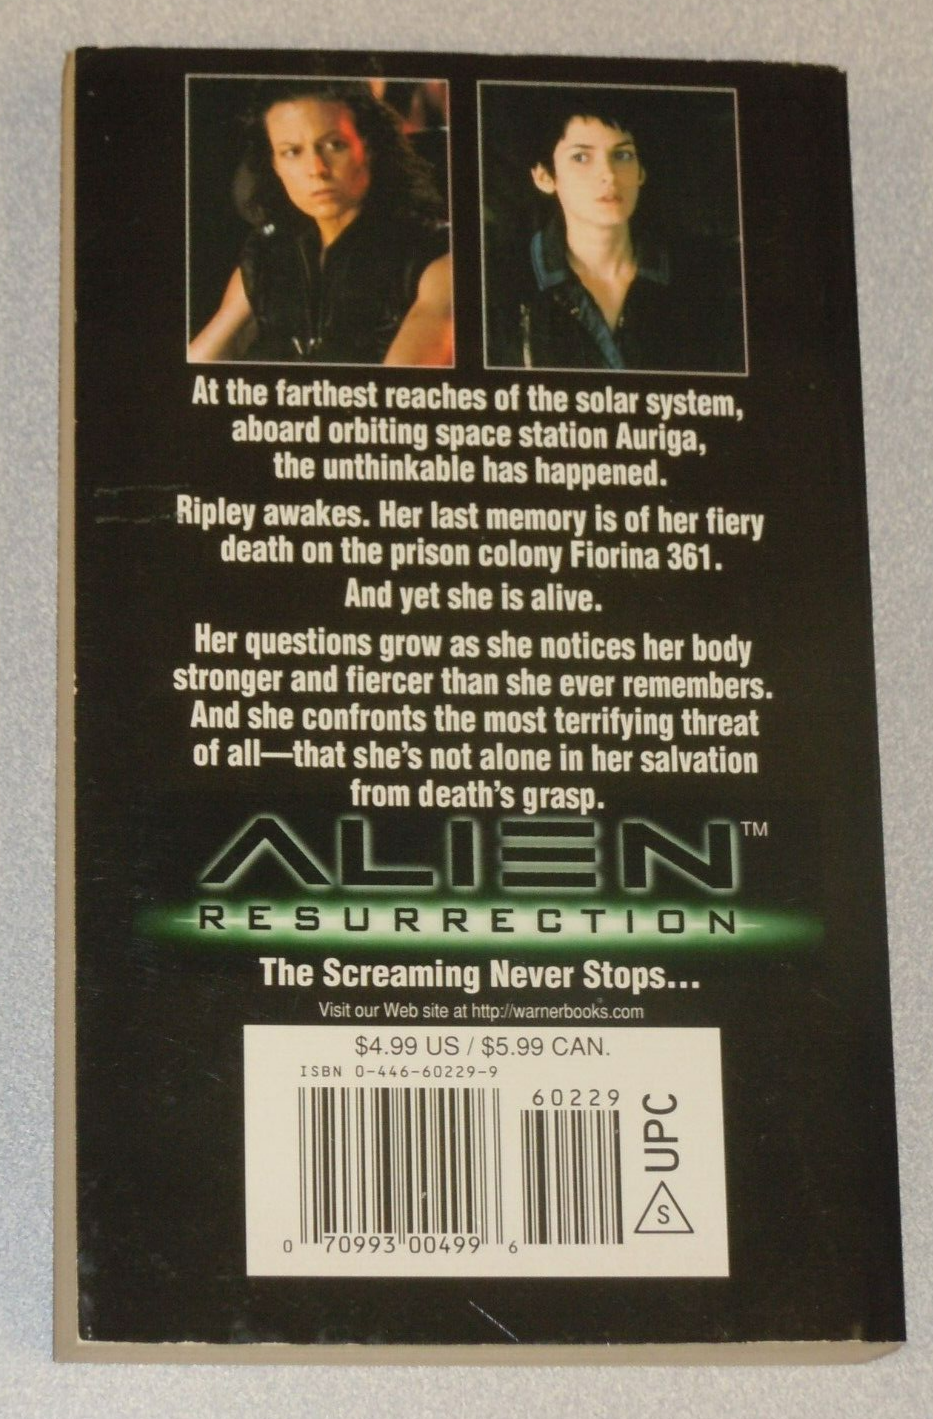 At the farthest reaches of the solar system,
aboard orbiting space station Auriga,
the unthinkable has happened.
Ripley awakes. Her last memory is of her fiery
death on the prison colony Fiorina 361.
And yet she is alive.
Her questions grow as she notices her body
stronger and fiercer than she ever remembers.
And she confronts the most terrifying threat
of all—that she's not alone in her salvation
from death's grasp.
ALIEN™
RESURRECTION
The Screaming Never Stops...
Visit our Web site at http://warnerbooks.com
$4.99 US / $5.99 CAN.
ISBN 0-446-60229-9
60229
0 70993 00499 6
S UPC